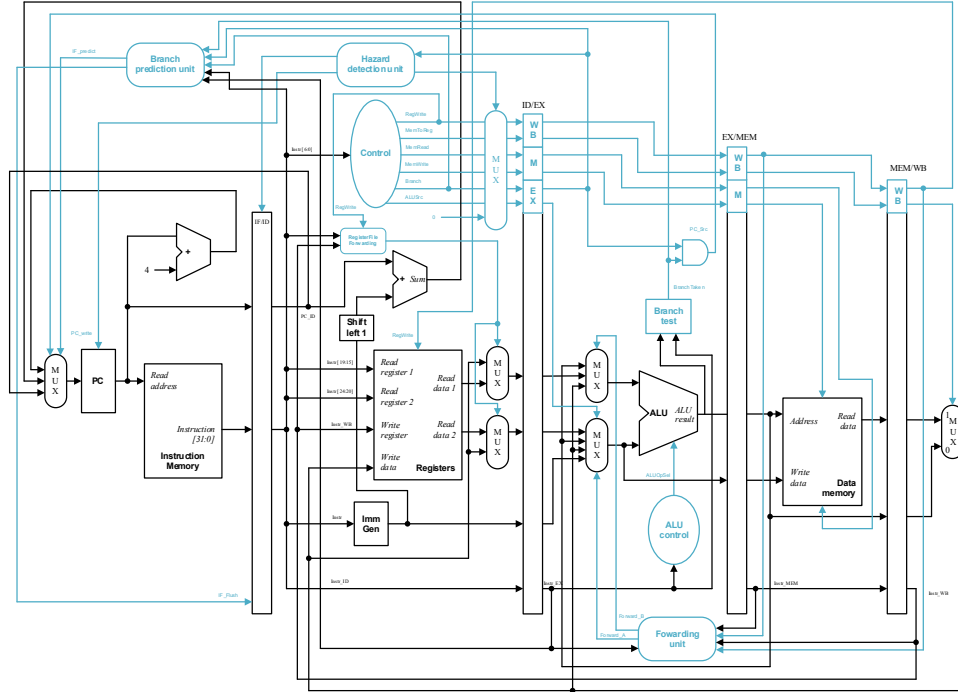 IF_predict
Branch
prediction unit
Hazard
detection unit
ID/EX
EX/MEM
MEM/WB
RegWrite
MemToReg
MemRead
MemWrite
Branch
ALUSrc
Control
Instr[6:0]
M
U
X
W
B
M
E
X
W
B
M
W
B
0
RegWrite
RegisterFile
Forwarding
IF/ID
PC_Src
BranchTaken
+
4
+ Sum
Shift
left 1
PC_ID
PC_write
RegWrite
Branch
test
M
U
X
PC
Read
address
Instruction
[31:0]
Instruction
Memory
Instr[19:15]
Instr[24:20]
Instr_WB
Read
register 1
Read
register 2
Write
register
Write
data
Read
data 1
Read
data 2
Registers
M
U
X
M
U
X
M
U
X
M
U
X
ALU
ALU
result
Address
Read
data
Write
data
Data
memory
1
M
U
X
0
ALUOpSel
Instr
Imm
Gen
ALU
control
Instr_ID
Instr_EX
Instr_MEM
Instr_WB
IF_Flush
Forward_B
Forward_A
Fowarding
unit